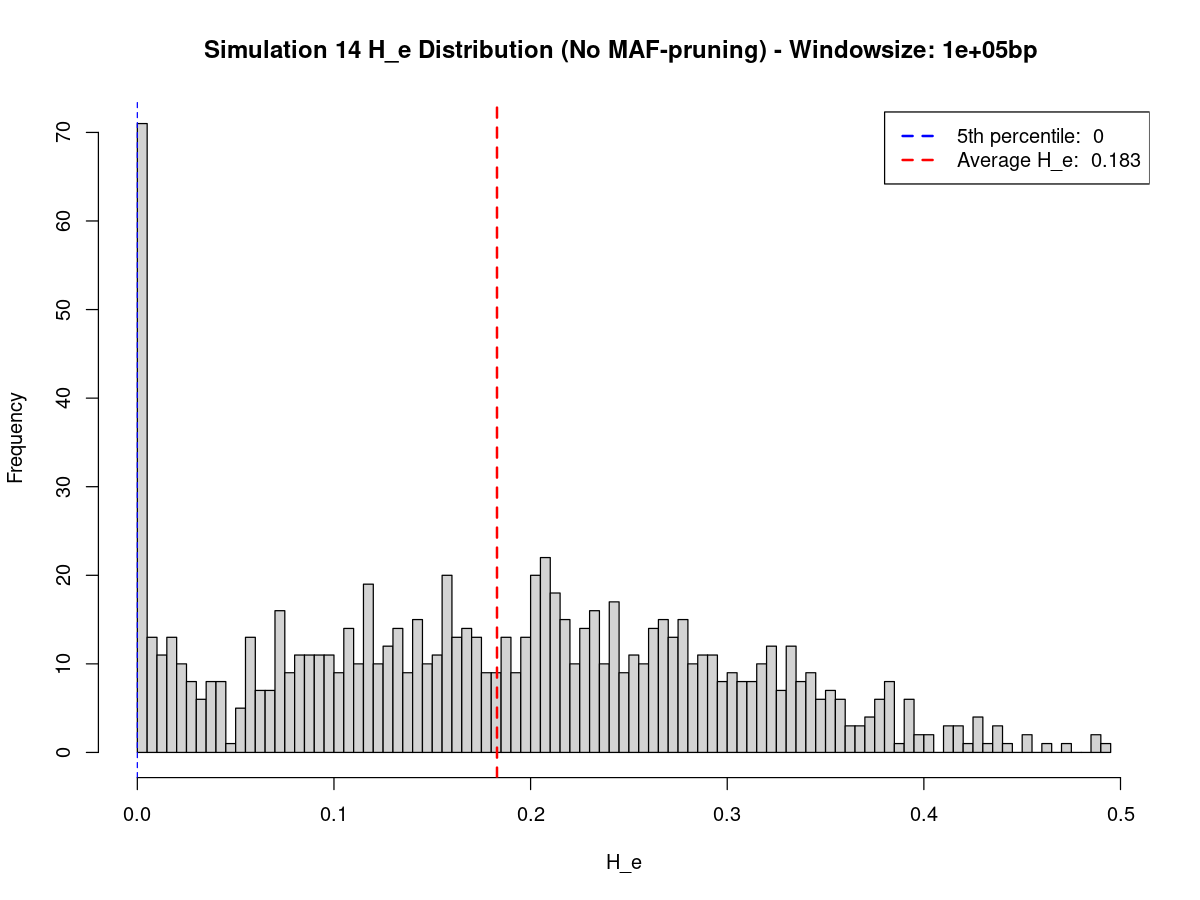 Simulation 14 H_e Distribution (No MAF-pruning) - Windowsize: 1e+05bp
5th percentile:  0
Average H_e:  0.183
Frequency
70
60
50
40
30
20
10
0
0.0 0.1 0.2 0.3 0.4 0.5
H_e